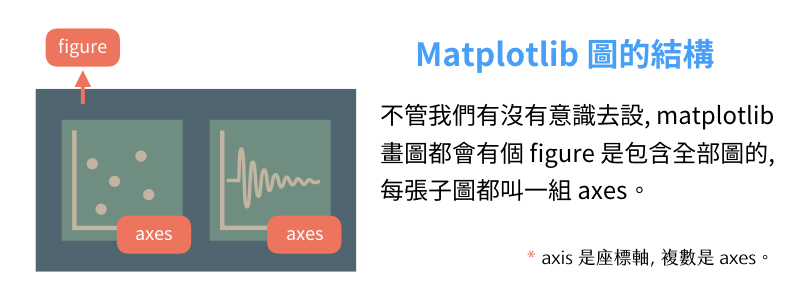 figure
axes
axes
Matplotlib 圖的結構
不管我們有沒有意識去設, matplotlib
畫圖都會有個 figure 是包含全部圖的,
每張子圖都叫一組 axes。
* axis 是座標軸, 複數是 axes。